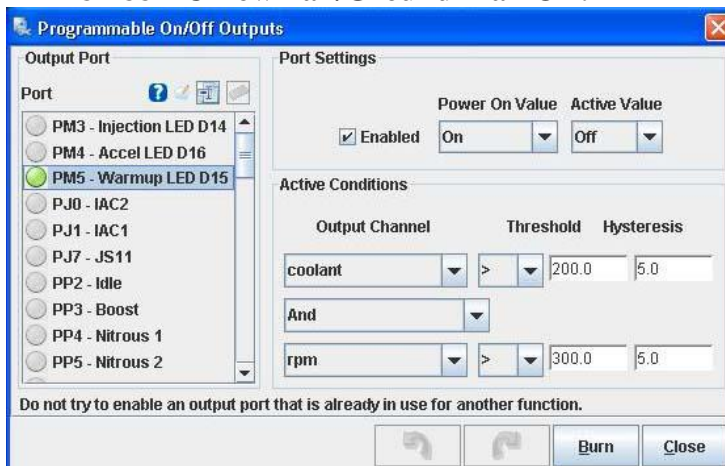 Programmable On/Off Outputs
Output Port
Port
PM3 - Injection LED D14
PM4 - Accel LED D16
PM5 - Warmup LED D15
PJ0 - IAC2
PJ1 - IAC1
PJ7 - JS11
PP2 - Idle
PP3 - Boost
PP4 - Nitrous 1
PP5 - Nitrous 2
Port Settings
Power On Value Active Value
Enabled On Off
Active Conditions
Output Channel Threshold Hysteresis
coolant > 200.0 5.0
And
rpm > 300.0 5.0
Do not try to enable an output port that is already in use for another function.
Burn Close